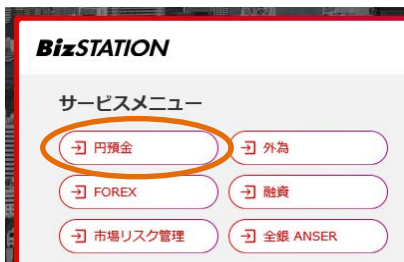 BizSTATION
サービスメニュー
円預金
外為
FOREX
融資
市場リスク管理
全銀 ANSER